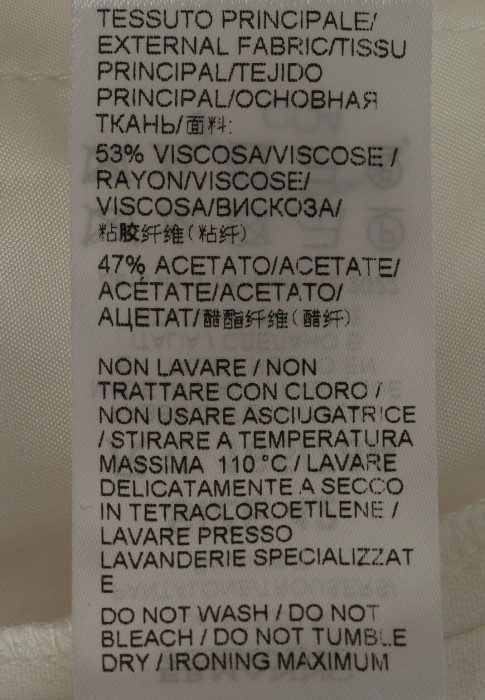 TESSUTO PRINCIPALE/
EXTERNAL FABRIC/TISSU
PRINCIPAL/TEJIDO
PRINCIPAL/ОСНОВНАЯ
ТКАНЬ/面料:
53% VISCOSA/VISCOSE /
RAYON/VISCOSE/
VISCOSA/ВИСКОЗА/
粘胶纤维(粘纤)
47% ACETATO/ACETATE/
ACÉTATE/ACETATO/
АЦЕТАТ/醋酯纤维(醋纤)
NON LAVARE / NON
TRATTARE CON CLORO /
NON USARE ASCIUGATRICE
/ STIRARE A TEMPERATURA
MASSIMA 110 °C / LAVARE
DELICATAMENTE A SECCO
IN TETRACLOROETILENE /
LAVARE PRESSO
LAVANDERIE SPECIALIZZAT
E
DO NOT WASH / DO NOT
BLEACH / DO NOT TUMBLE
DRY / IRONING MAXIMUM